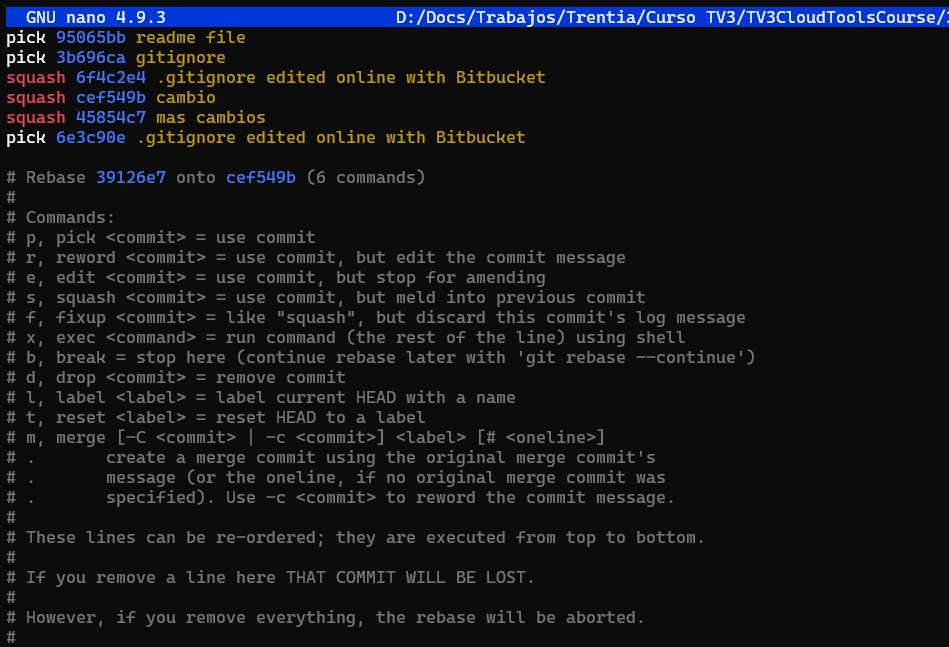 GNU nano 4.9.3 D:/Docs/Trabajos/Trentia/Curso TV3/TV3CloudToolsCourse/
pick 95065bb readme file
pick 3b696ca gitignore
squash 6f4c2e4 .gitignore edited online with Bitbucket
squash cef549b cambio
squash 45854c7 mas cambios
pick 6e3c90e .gitignore edited online with Bitbucket
# Rebase 39126e7 onto cef549b (6 commands)
#
# Commands:
# p, pick <commit> = use commit
# r, reword <commit> = use commit, but edit the commit message
# e, edit <commit> = use commit, but stop for amending
# s, squash <commit> = use commit, but meld into previous commit
# f, fixup <commit> = like "squash", but discard this commit's log message
# x, exec <command> = run command (the rest of the line) using shell
# b, break = stop here (continue rebase later with 'git rebase --continue')
# d, drop <commit> = remove commit
# l, label <label> = label current HEAD with a name
# t, reset <label> = reset HEAD to a label
# m, merge [-C <commit> | -c <commit>] <label> [# <oneline>]
# .       create a merge commit using the original merge commit's
# .       message (or the oneline, if no original merge commit was
# .       specified). Use -c <commit> to reword the commit message.
#
# These lines can be re-ordered; they are executed from top to bottom.
#
# If you remove a line here THAT COMMIT WILL BE LOST.
#
# However, if you remove everything, the rebase will be aborted.
#